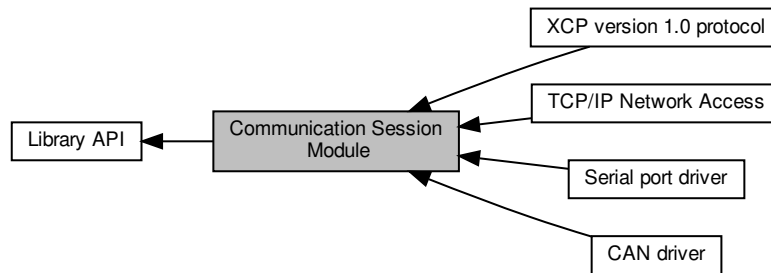 XCP version 1.0 protocol
TCP/IP Network Access
Communication Session
Module
Library API
Serial port driver
CAN driver